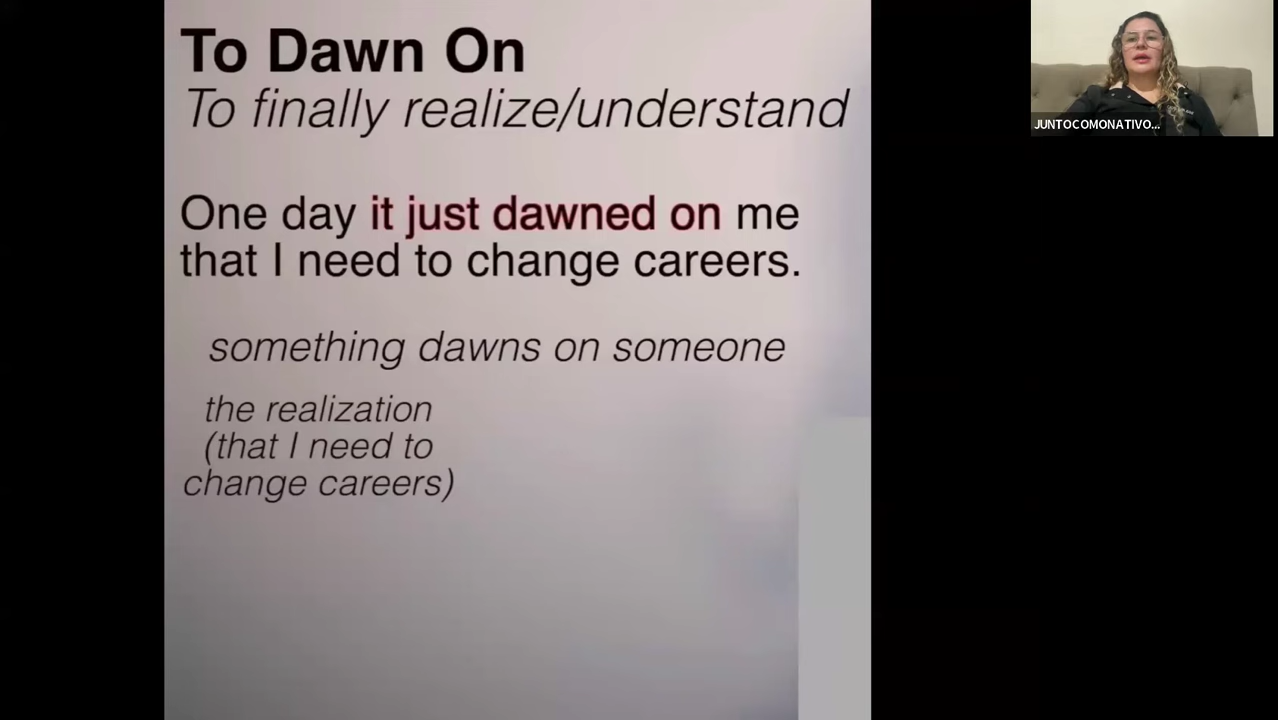 To Dawn On
To finally realize/understand
One day it just dawned on me
that I need to change careers.
something dawns on someone
the realization
(that I need to
change careers)
JUNTOCOMONATIVO...